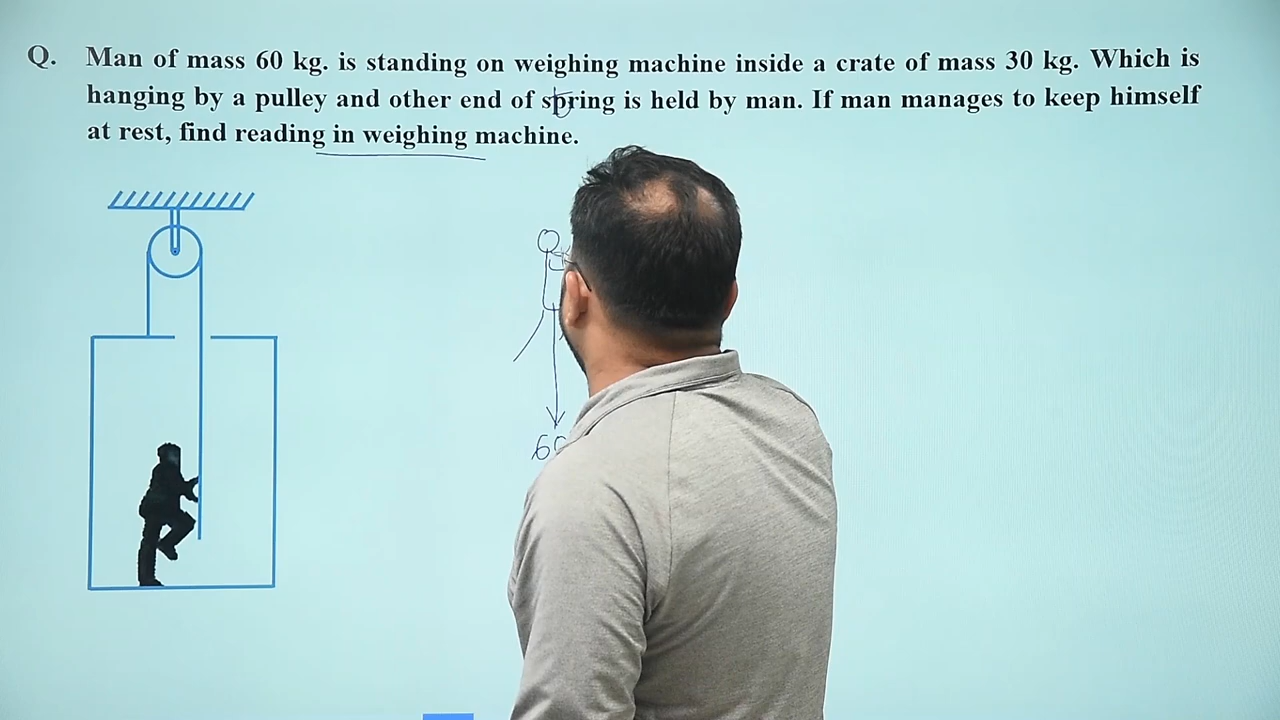 Q. Man of mass 60 kg. is standing on weighing machine inside a crate of mass 30 kg. Which is
hanging by a pulley and other end of spring is held by man. If man manages to keep himself
at rest, find reading in weighing machine.
60